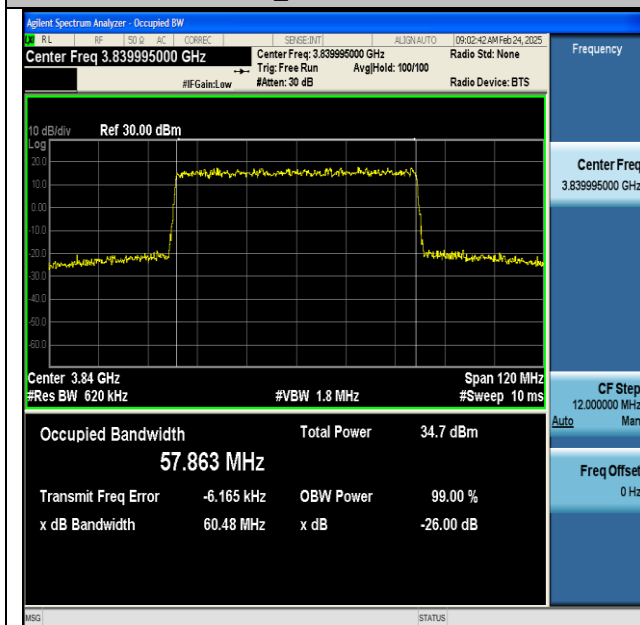 Agilent Spectrum Analyzer - Occupied BW
LXI RL RF 50 Ω AC CORREC SENSE:INT ALIGN AUTO 09:02:42 AM Feb 24, 2025
Center Freq 3.839995000 GHz
Center Freq: 3.839995000 GHz Radio Std: None
Trig: Free Run Avg|Hold: 100/100
#IFGain:Low #Atten: 30 dB Radio Device: BTS
Frequency
10 dB/div Ref 30.00 dBm
Log
20.0
10.0
0.00
-10.0
-20.0
-30.0
-40.0
-50.0
-60.0
Center 3.84 GHz Span 120 MHz
#Res BW 620 kHz #VBW 1.8 MHz #Sweep 10 ms
Center Freq
3.839995000 GHz
CF Step
12.000000 MHz
Auto Man
Freq Offset
0 Hz
Occupied Bandwidth Total Power 34.7 dBm
57.863 MHz
Transmit Freq Error -6.165 kHz OBW Power 99.00 %
x dB Bandwidth 60.48 MHz x dB -26.00 dB
MSG STATUS